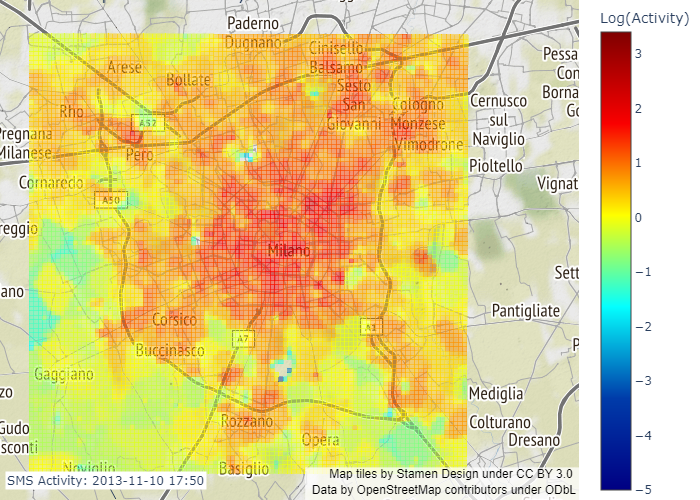 Log(Activity)
Paderno
Dugnano
Cinisello
Balsamo
Arese
Bollate
Sesto
San
Giovanni
Pessa
Con
Borna
Go
Rho
A52
Cologno
Monzese
Cernusco
sul
Naviglio
Pregnana
Milanese
Pero
Vimodrone
Pioltello
Cornaredo
A50
Vignat
reggio
Milano
Sett
ano
Corsico
A7
A1
Pantigliate
Buccinasco
P
Gaggiano
zo
Mediglia
Rozzano
Colturano
Gudo
sconti
Opera
Dresano
Noviglio
Basiglio
SMS Activity: 2013-11-10 17:50
Map tiles by Stamen Design under CC BY 3.0
Data by OpenStreetMap contributors under ODbL
3
2
1
0
−1
−2
−3
−4
−5